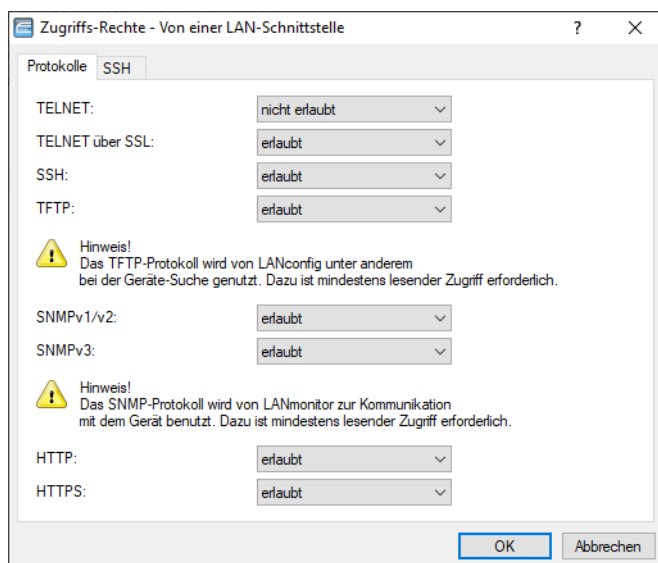 Zugriffs-Rechte - Von einer LAN-Schnittstelle
Protokolle SSH
TELNET: nicht erlaubt
TELNET über SSL: erlaubt
SSH: erlaubt
TFTP: erlaubt
Hinweis!
Das TFTP-Protokoll wird von LANconfig unter anderem
bei der Geräte-Suche genutzt. Dazu ist mindestens lesender Zugriff erforderlich.
SNMPv1/v2: erlaubt
SNMPv3: erlaubt
Hinweis!
Das SNMP-Protokoll wird von LANmonitor zur Kommunikation
mit dem Gerät benutzt. Dazu ist mindestens lesender Zugriff erforderlich.
HTTP: erlaubt
HTTPS: erlaubt
OK Abbrechen